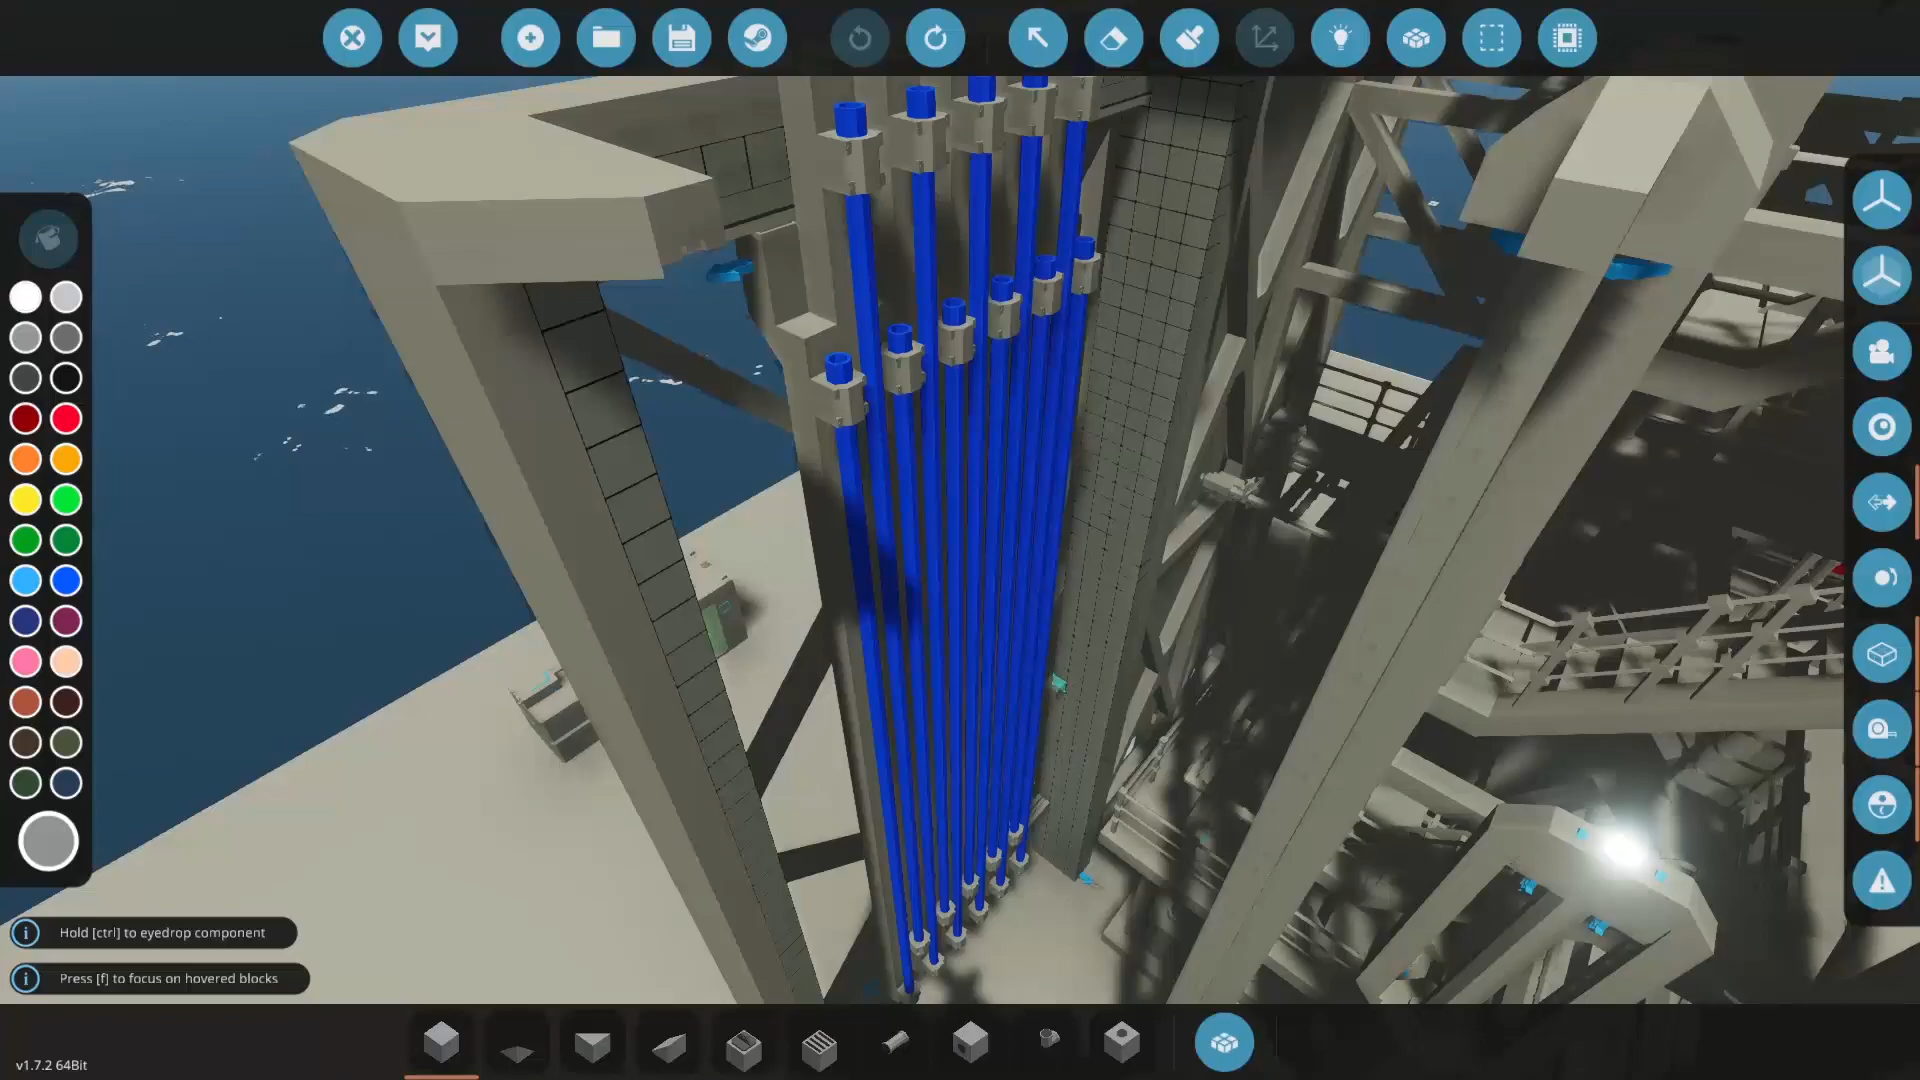 Hold [ctrl] to eyedrop component
Press [f] to focus on hovered blocks
v1.7.2 64Bit